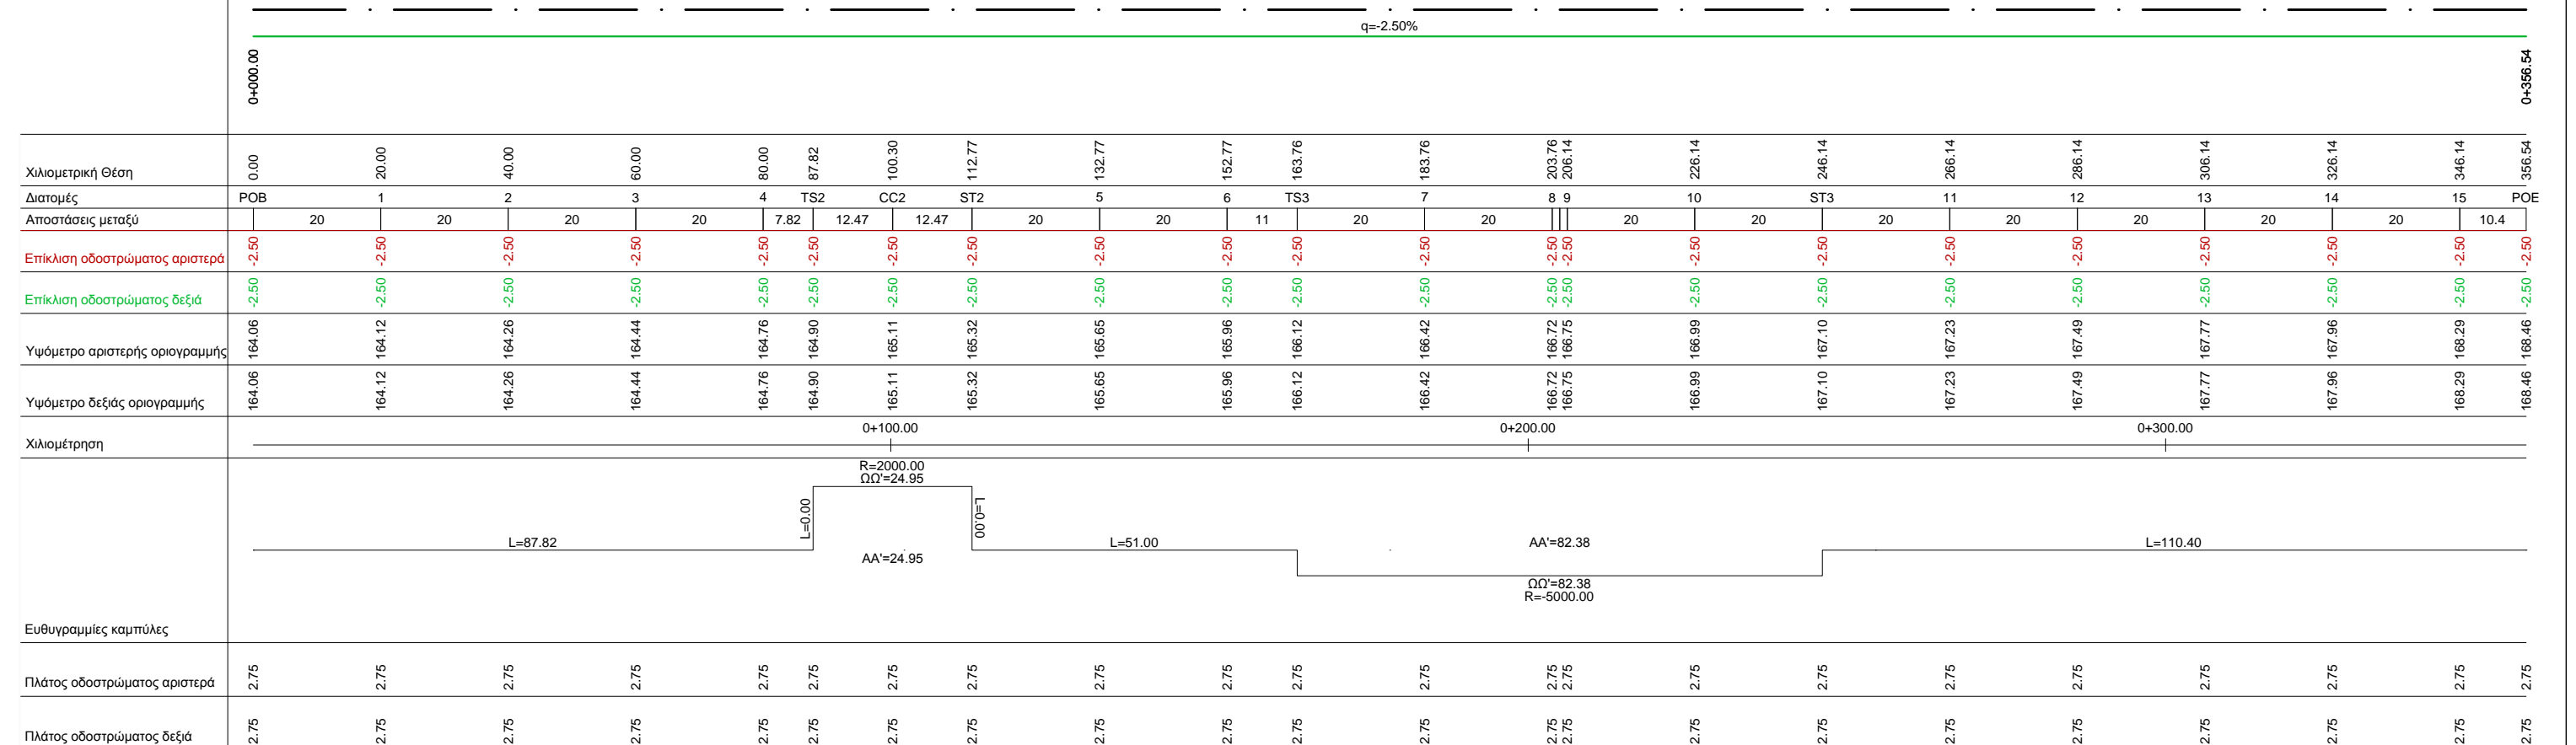 q=-2.50%
0+000.00 0+356.54
Χιλιομετρική Θέση 0.00 20.00 40.00 60.00 80.00 87.82 100.30 112.77 132.77 152.77 163.76 183.76 203.76 206.14 226.14 246.14 266.14 286.14 306.14 326.14 346.14 356.54
Διατομές POB 1 2 3 4 TS2 CC2 ST2 5 6 TS3 7 8 9 10 ST3 11 12 13 14 15 POE
Αποστάσεις μεταξύ 20 20 20 20 7.82 12.47 12.47 20 20 11 20 20 20 20 20 20 20 20 20 10.4
Επίκλιση οδοστρώματος αριστερά -2.50 -2.50 -2.50 -2.50 -2.50 -2.50 -2.50 -2.50 -2.50 -2.50 -2.50 -2.50 -2.50 -2.50 -2.50 -2.50 -2.50 -2.50 -2.50 -2.50 -2.50 -2.50
Επίκλιση οδοστρώματος δεξιά -2.50 -2.50 -2.50 -2.50 -2.50 -2.50 -2.50 -2.50 -2.50 -2.50 -2.50 -2.50 -2.50 -2.50 -2.50 -2.50 -2.50 -2.50 -2.50 -2.50 -2.50 -2.50
Υψόμετρο αριστερής οριογραμμής 164.06 164.12 164.26 164.44 164.76 164.90 165.11 165.32 165.65 165.96 166.12 166.42 166.72 166.75 166.99 167.10 167.23 167.49 167.77 167.96 168.29 168.46
Υψόμετρο δεξιάς οριογραμμής 164.06 164.12 164.26 164.44 164.76 164.90 165.11 165.32 165.65 165.96 166.12 166.42 166.72 166.75 166.99 167.10 167.23 167.49 167.77 167.96 168.29 168.46
Χιλιομέτρηση 0+100.00 0+200.00 0+300.00
R=2000.00
ΩΩ'=24.95
L=0.00 L=0.00
L=87.82 L=51.00 ΑΑ'=82.38 L=110.40
ΑΑ'=24.95
ΩΩ'=82.38
R=-5000.00
Ευθυγραμμίες καμπύλες
Πλάτος οδοστρώματος αριστερά 2.75 2.75 2.75 2.75 2.75 2.75 2.75 2.75 2.75 2.75 2.75 2.75 2.75 2.75 2.75 2.75 2.75 2.75 2.75 2.75 2.75 2.75
Πλάτος οδοστρώματος δεξιά 2.75 2.75 2.75 2.75 2.75 2.75 2.75 2.75 2.75 2.75 2.75 2.75 2.75 2.75 2.75 2.75 2.75 2.75 2.75 2.75 2.75 2.75